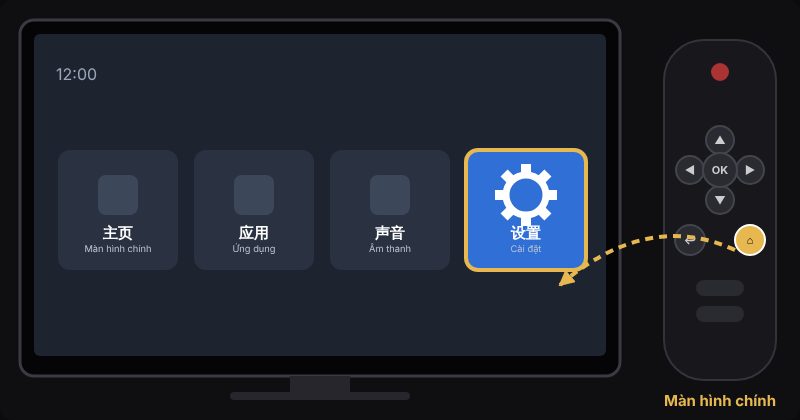 12:00
主页
Màn hình chính
应用
Ứng dụng
声音
Âm thanh
设置
Cài đặt
OK
Màn hình chính